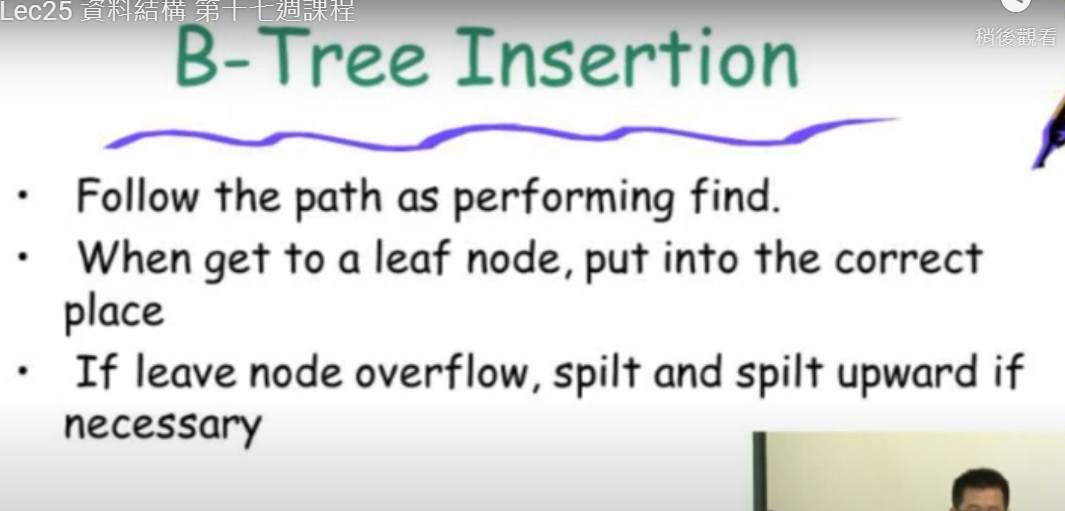 Lec25 資料結構 第十七週課程
稍後觀看
B-Tree Insertion
• Follow the path as performing find.
• When get to a leaf node, put into the correct
place
• If leave node overflow, spilt and spilt upward if
necessary